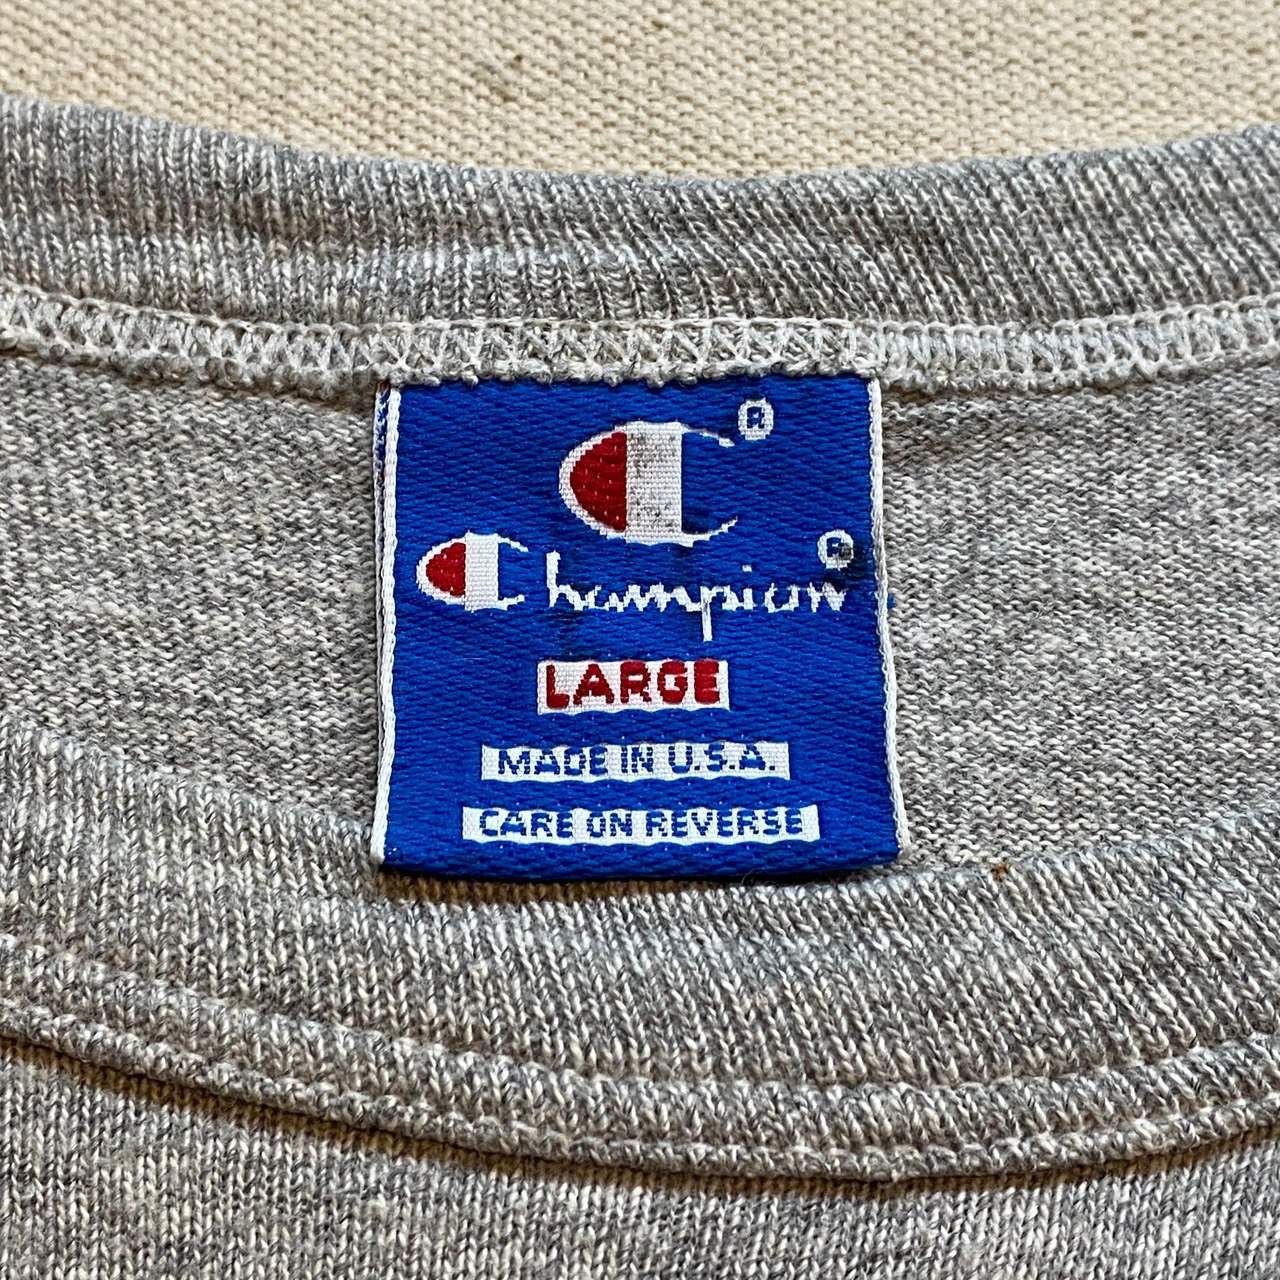 C®
Champion®
LARGE
MADE IN U.S.A.
CARE ON REVERSE